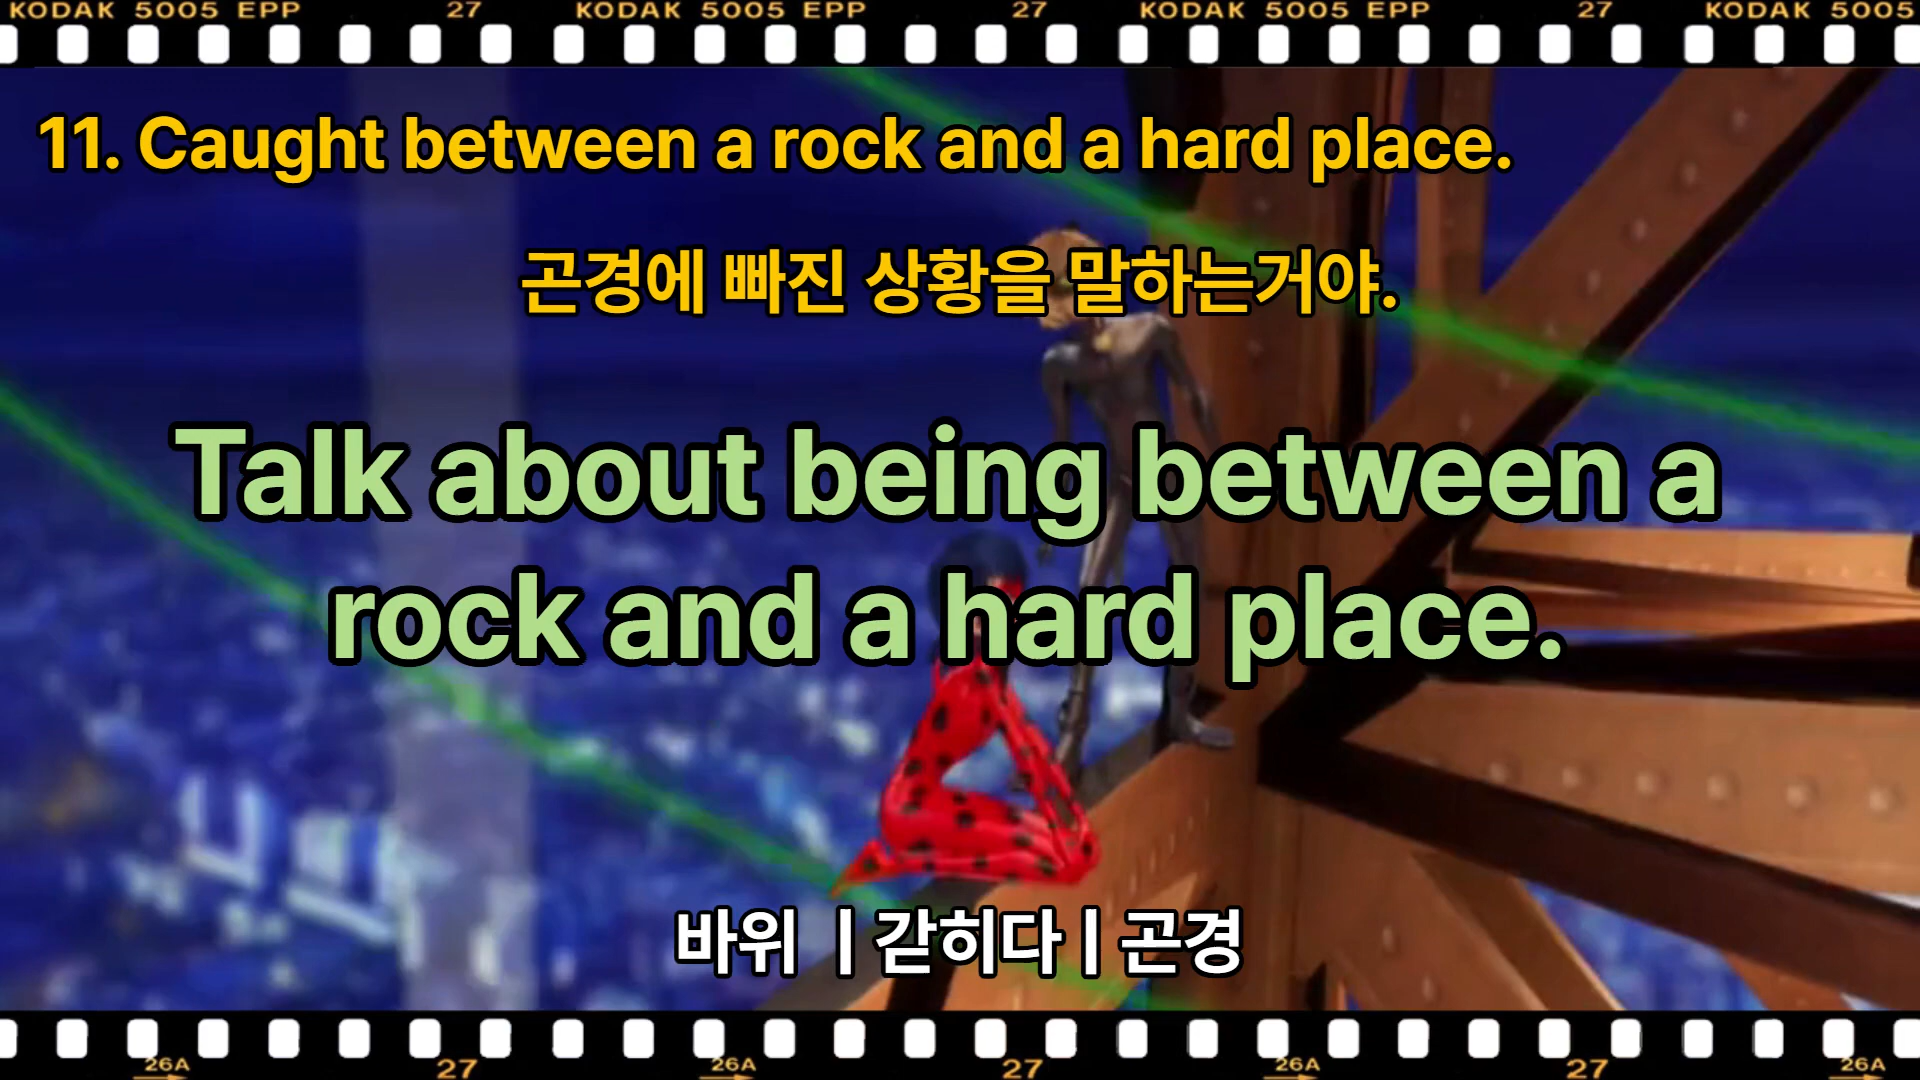 KODAK 5005 EPP 27 KODAK 5005 EPP 27 KODAK 5005 EPP 27 KODAK 5005
11. Caught between a rock and a hard place.
곤경에 빠진 상황을 말하는거야.
Talk about being between a
rock and a hard place.
바위 | 갇히다 | 곤경
26A 27 26A 27 26A 27 26A